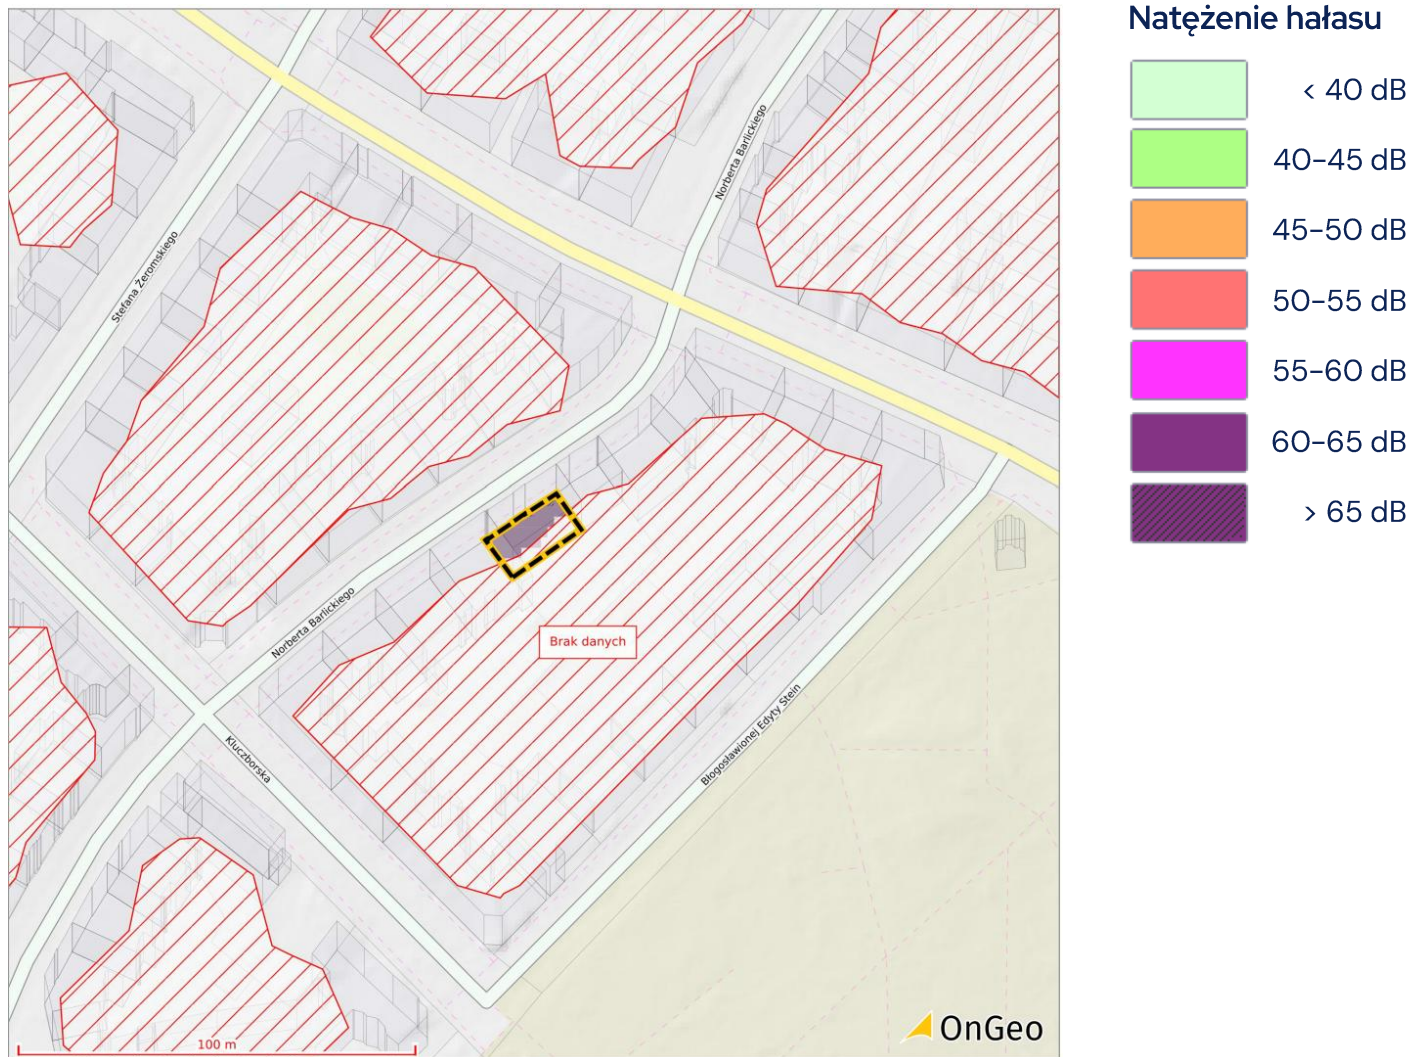 Natężenie hałasu
< 40 dB
40-45 dB
45-50 dB
50-55 dB
55-60 dB
60-65 dB
> 65 dB
Norberta Barlickiego
Stefana Żeromskiego
Norberta Barlickiego
Brak danych
Kluczborska
Błogosławionej Edyty Stein
OnGeo
100 m